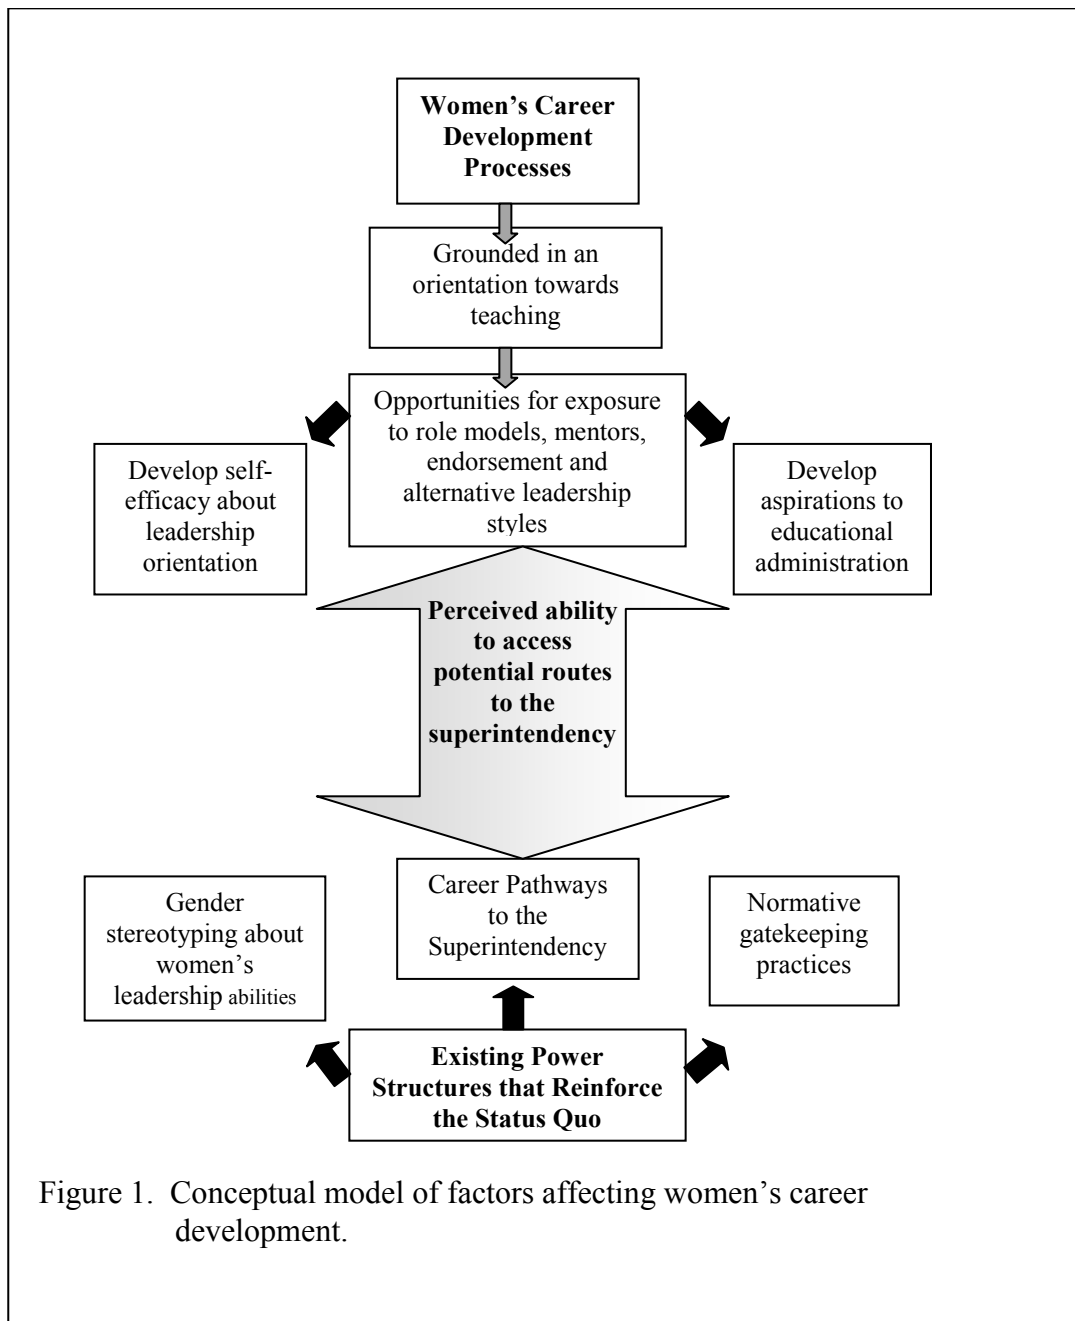 Women’s Career
Development
Processes
Grounded in an
orientation towards
teaching
Opportunities for exposure
to role models, mentors,
endorsement and
alternative leadership
styles
Develop self-
efficacy about
leadership
orientation
Develop
aspirations to
educational
administration
Perceived ability
to access
potential routes
to the
superintendency
Gender
stereotyping about
women’s
leadership abilities
Career Pathways
to the
Superintendency
Normative
gatekeeping
practices
Existing Power
Structures that Reinforce
the Status Quo
Figure 1.  Conceptual model of factors affecting women’s career
development.